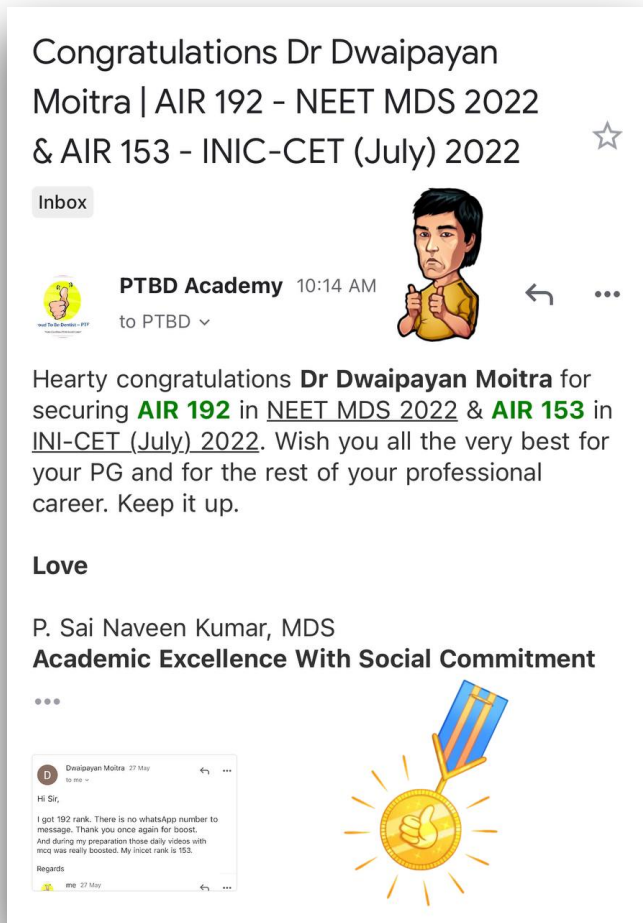 Congratulations Dr Dwaipayan
Moitra | AIR 192 - NEET MDS 2022
& AIR 153 - INIC-CET (July) 2022
Inbox
PTBD Academy 10:14 AM
to PTBD
Hearty congratulations Dr Dwaipayan Moitra for
securing AIR 192 in NEET MDS 2022 & AIR 153 in
INI-CET (July) 2022. Wish you all the very best for
your PG and for the rest of your professional
career. Keep it up.
Love
P. Sai Naveen Kumar, MDS
Academic Excellence With Social Commitment
D
Dwaipayan Moitra 27 May
to me
Hi Sir,
I got 192 rank. There is no whatsApp number to
message. Thank you once again for boost.
And during my preparation those daily videos with
mcq was really boosted. My inicet rank is 153.
Regards
me 27 May